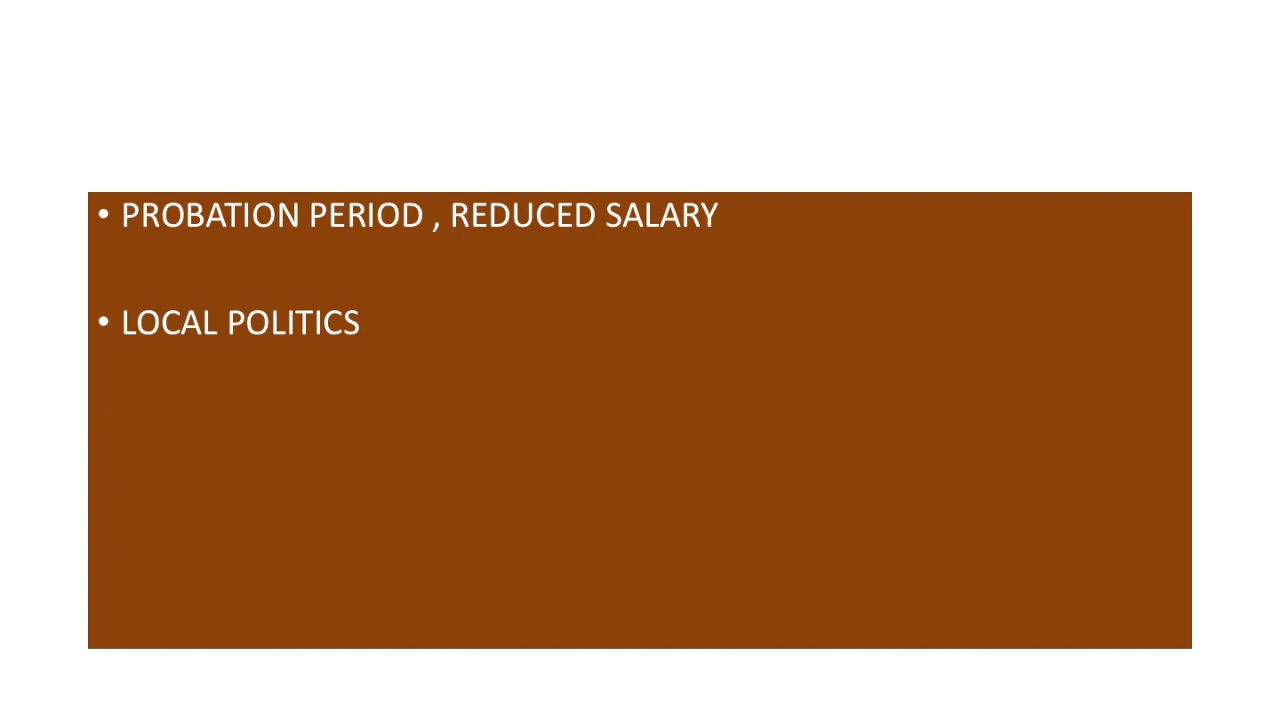 • PROBATION PERIOD , REDUCED SALARY
• LOCAL POLITICS